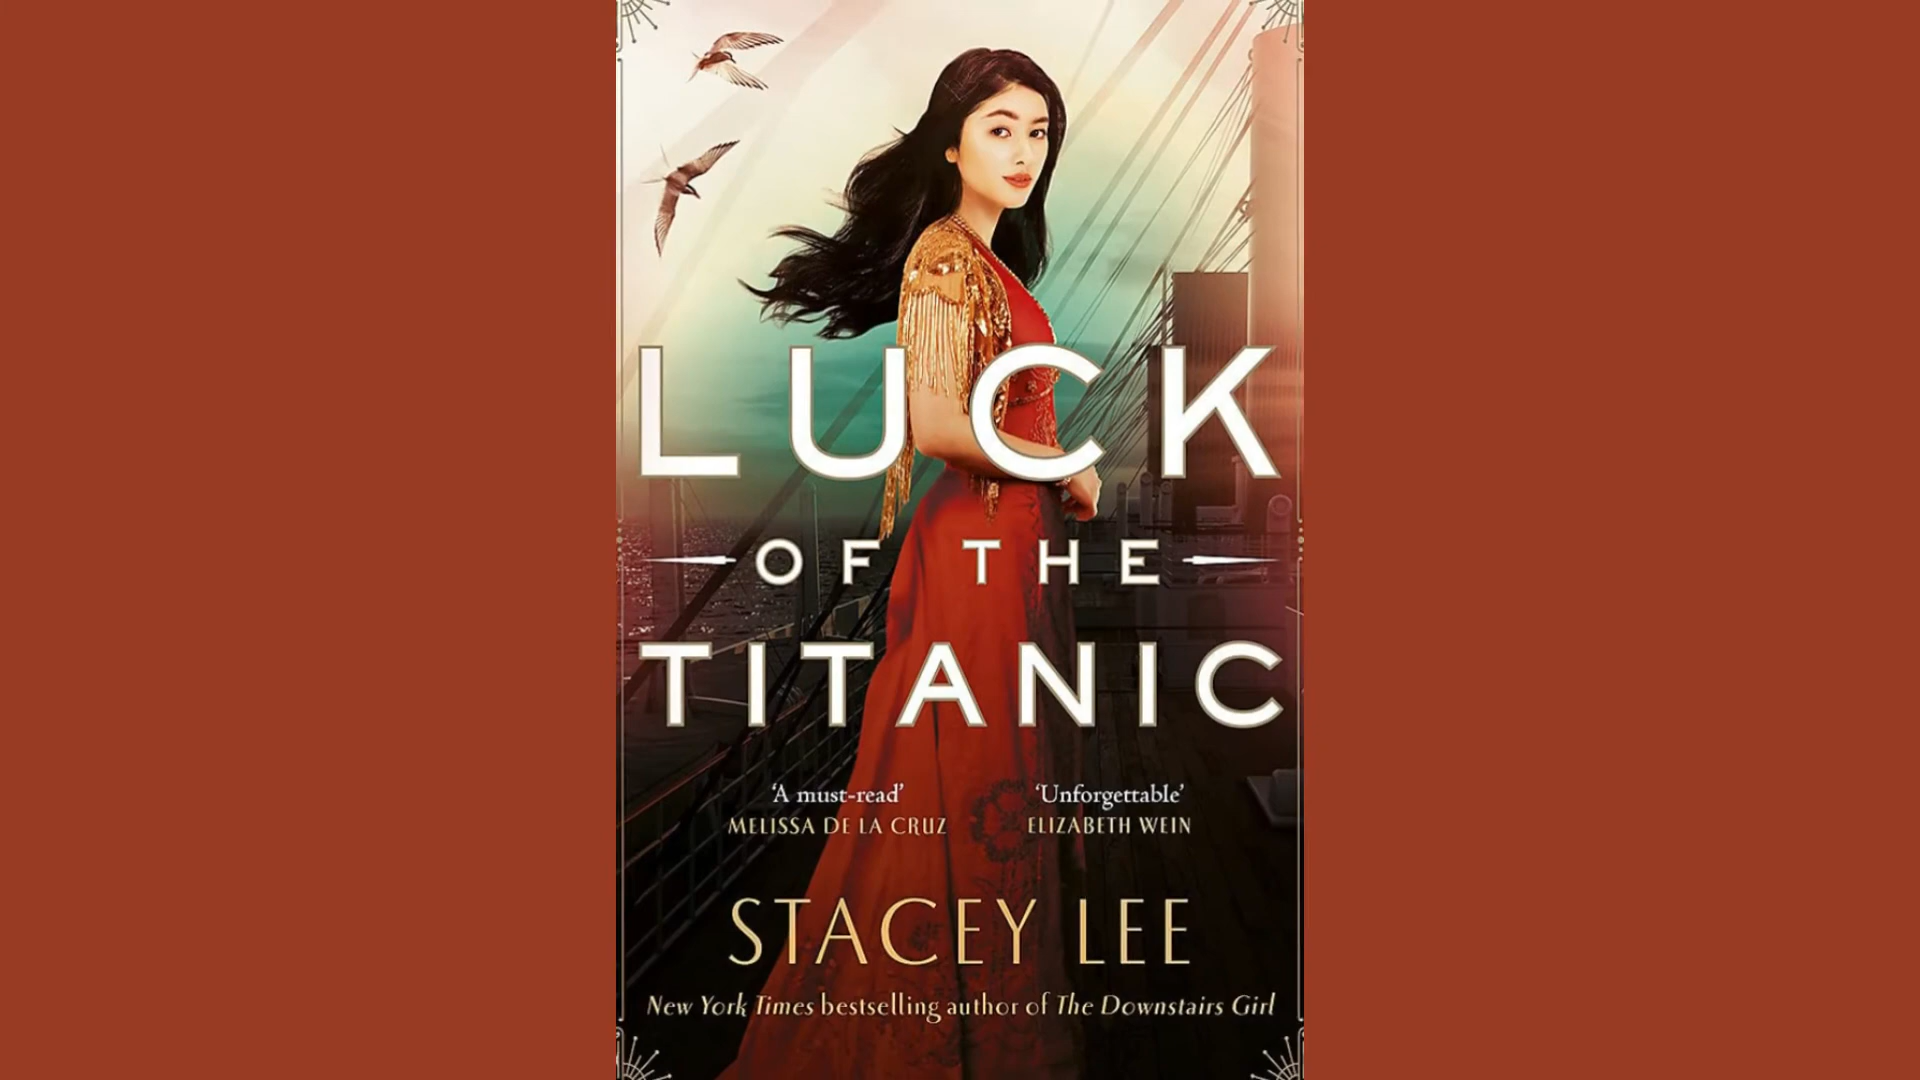 LUCK
OF THE
TITANIC
‘A must-read’
MELISSA DE LA CRUZ
‘Unforgettable’
ELIZABETH WEIN
STACEY LEE
New York Times bestselling author of The Downstairs Girl